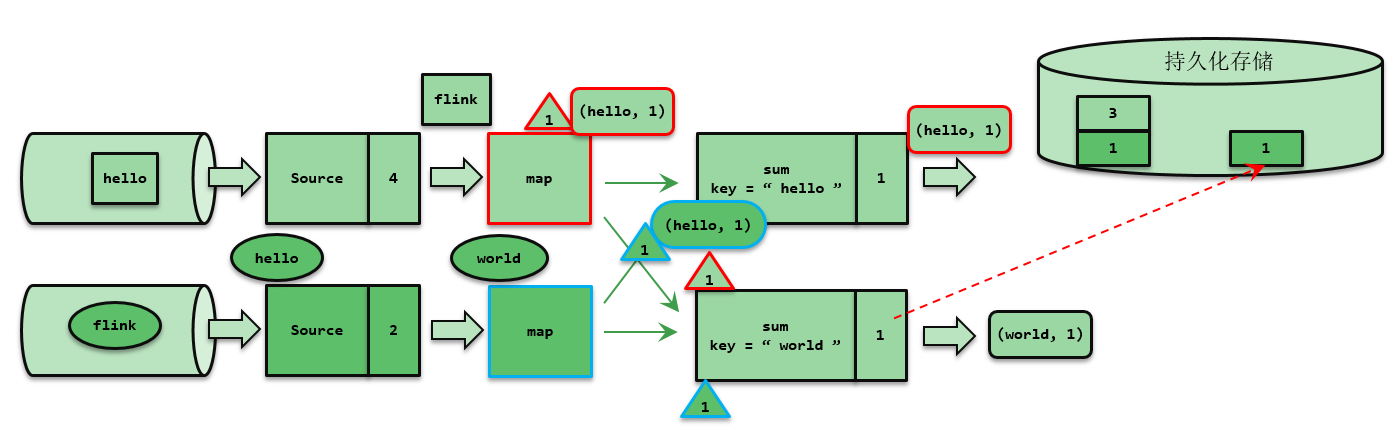 持久化存储
flink
1
(hello, 1)
3
1
1
(hello, 1)
hello
Source
4
map
sum
key = “ hello ”
1
(hello, 1)
1
hello
world
1
flink
Source
2
map
sum
key = “ world ”
1
(world, 1)
1